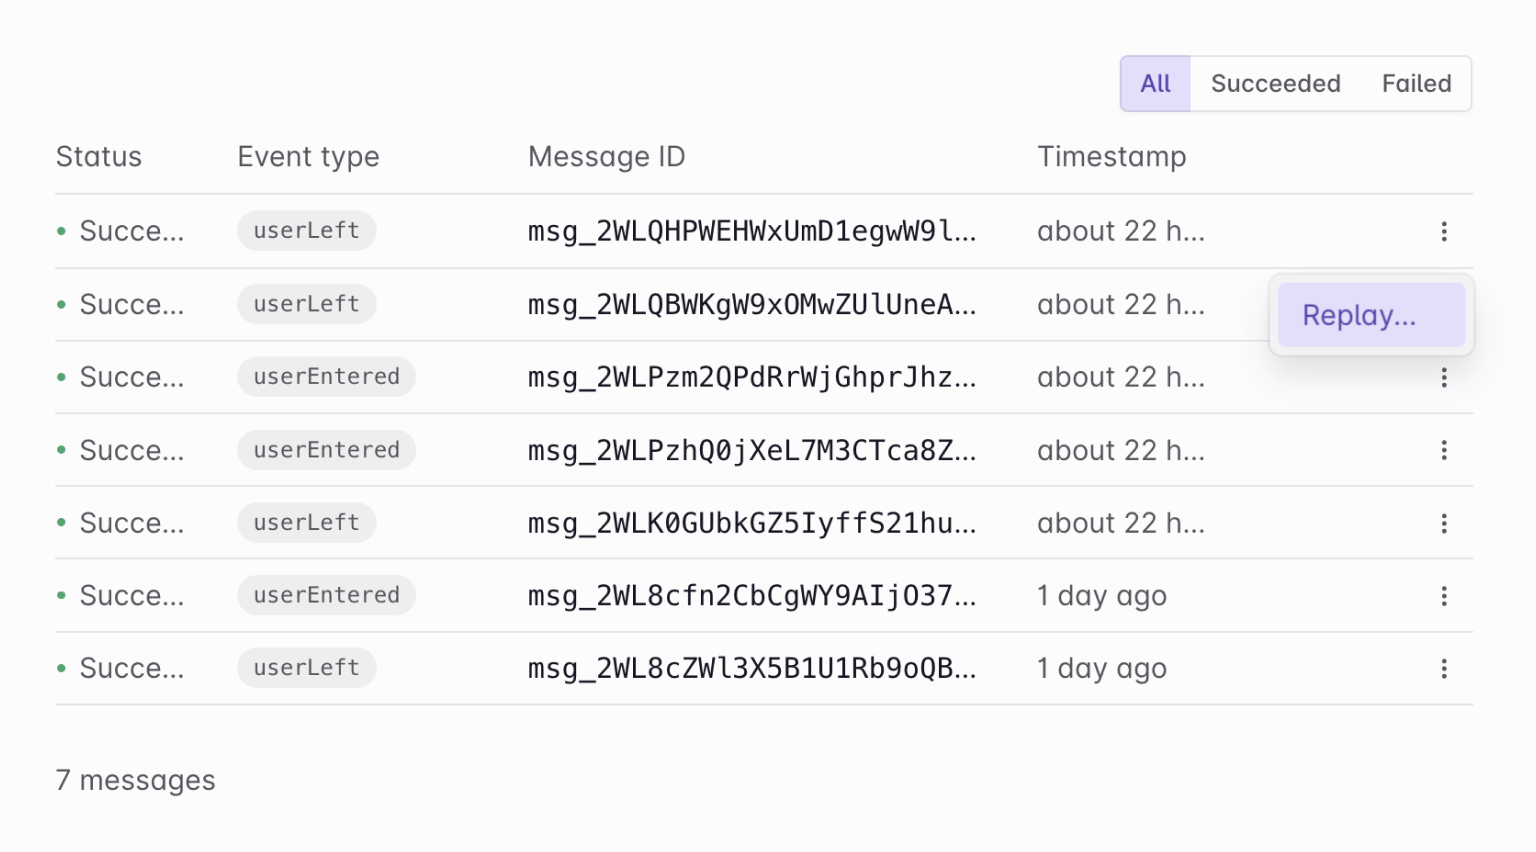 All Succeeded Failed
Status Event type Message ID Timestamp
Succe... userLeft msg_2WLQHPWEHWxUmD1egwW9l... about 22 h...
Succe... userLeft msg_2WLQBWKgW9xOMwZUlUneA... about 22 h...
Replay...
Succe... userEntered msg_2WLPzm2QPdRrWjGhprJhz... about 22 h...
Succe... userEntered msg_2WLPzhQ0jXeL7M3CTca8Z... about 22 h...
Succe... userLeft msg_2WLK0GUbkGZ5IyffS21hu... about 22 h...
Succe... userEntered msg_2WL8cfn2CbCgWY9AIjO37... 1 day ago
Succe... userLeft msg_2WL8cZWl3X5B1U1Rb9oQB... 1 day ago
7 messages